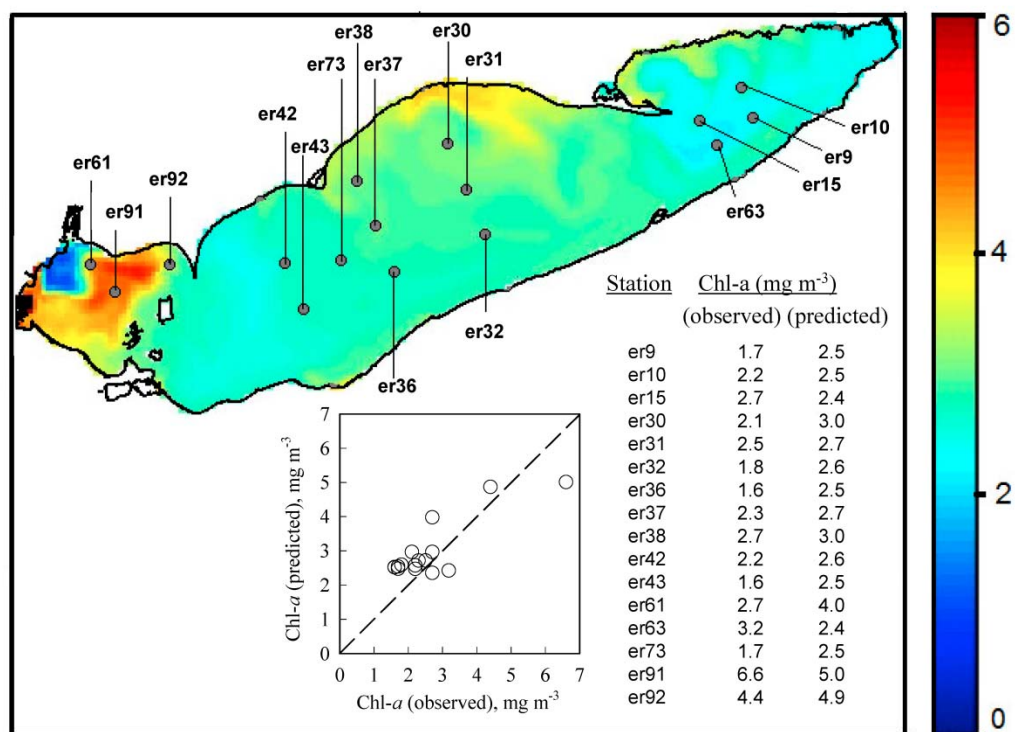 er38
er30
er37
er31
er73
er42
er43
er61
er92
er91
er10
er9
er15
er63
er32
er36
6
4
2
0
Station Chl-a (mg m⁻³)
(observed) (predicted)
er9 1.7 2.5
er10 2.2 2.5
er15 2.7 2.4
er30 2.1 3.0
er31 2.5 2.7
er32 1.8 2.6
er36 1.6 2.5
er37 2.3 2.7
er38 2.7 3.0
er42 2.2 2.6
er43 1.6 2.5
er61 2.7 4.0
er63 3.2 2.4
er73 1.7 2.5
er91 6.6 5.0
er92 4.4 4.9
Chl-a (predicted), mg m⁻³
7
6
5
4
3
2
1
0
0 1 2 3 4 5 6 7
Chl-a (observed), mg m⁻³